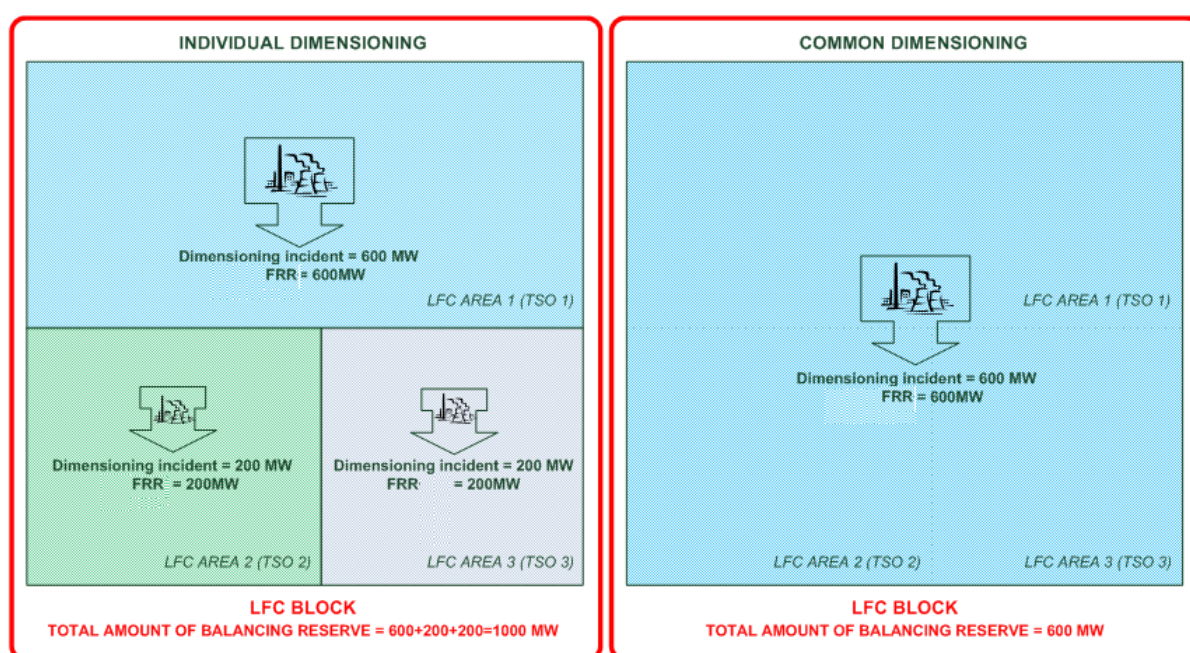 INDIVIDUAL DIMENSIONING
Dimensioning incident = 600 MW
FRR = 600MW
LFC AREA 1 (TSO 1)
Dimensioning incident = 200 MW
FRR = 200MW
LFC AREA 2 (TSO 2)
Dimensioning incident = 200 MW
FRR = 200MW
LFC AREA 3 (TSO 3)
LFC BLOCK
TOTAL AMOUNT OF BALANCING RESERVE = 600+200+200=1000 MW
COMMON DIMENSIONING
LFC AREA 1 (TSO 1)
Dimensioning incident = 600 MW
FRR = 600MW
LFC AREA 2 (TSO 2)
LFC AREA 3 (TSO 3)
LFC BLOCK
TOTAL AMOUNT OF BALANCING RESERVE = 600 MW